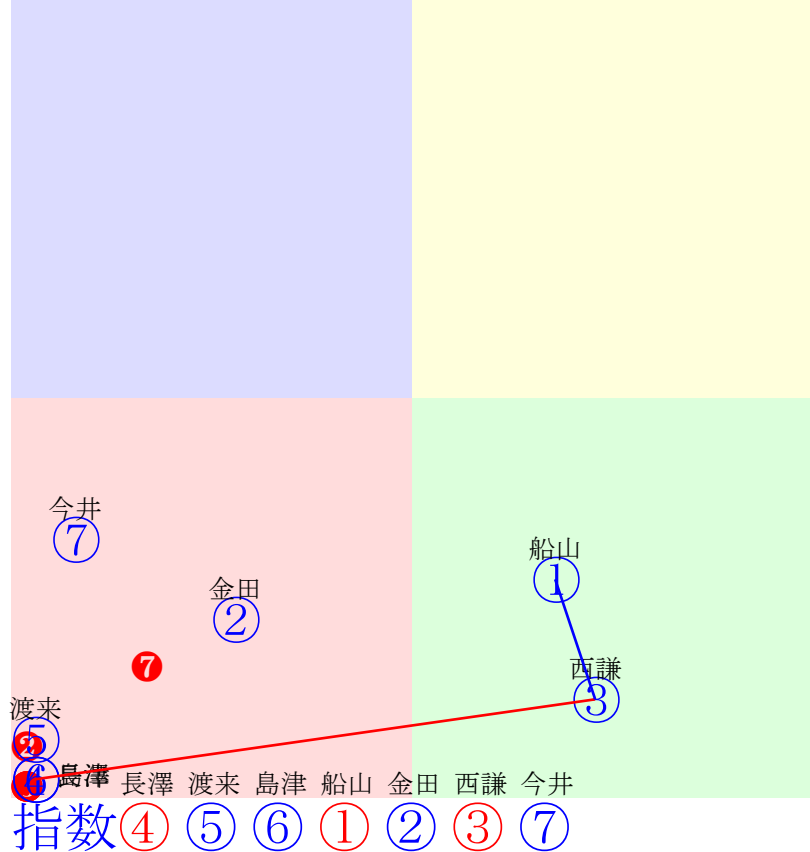 今井
⑦
船山
①
金田
②
❼
西謙
③
渡来
⑤
長澤 渡来 島津 船山 金田 西謙 今井
指数④⑤⑥①②③⑦